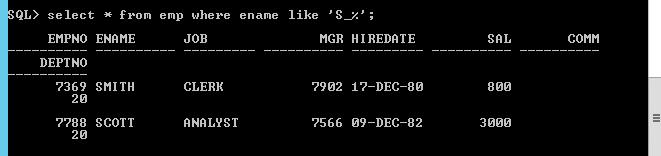 SQL> select * from emp where ename like 'S_%';
EMPNO ENAME JOB MGR HIREDATE SAL COMM
---------- ---------- --------- ---------- --------- ---------- ----------
DEPTNO
----------
7369 SMITH CLERK 7902 17-DEC-80 800
20
7788 SCOTT ANALYST 7566 09-DEC-82 3000
20